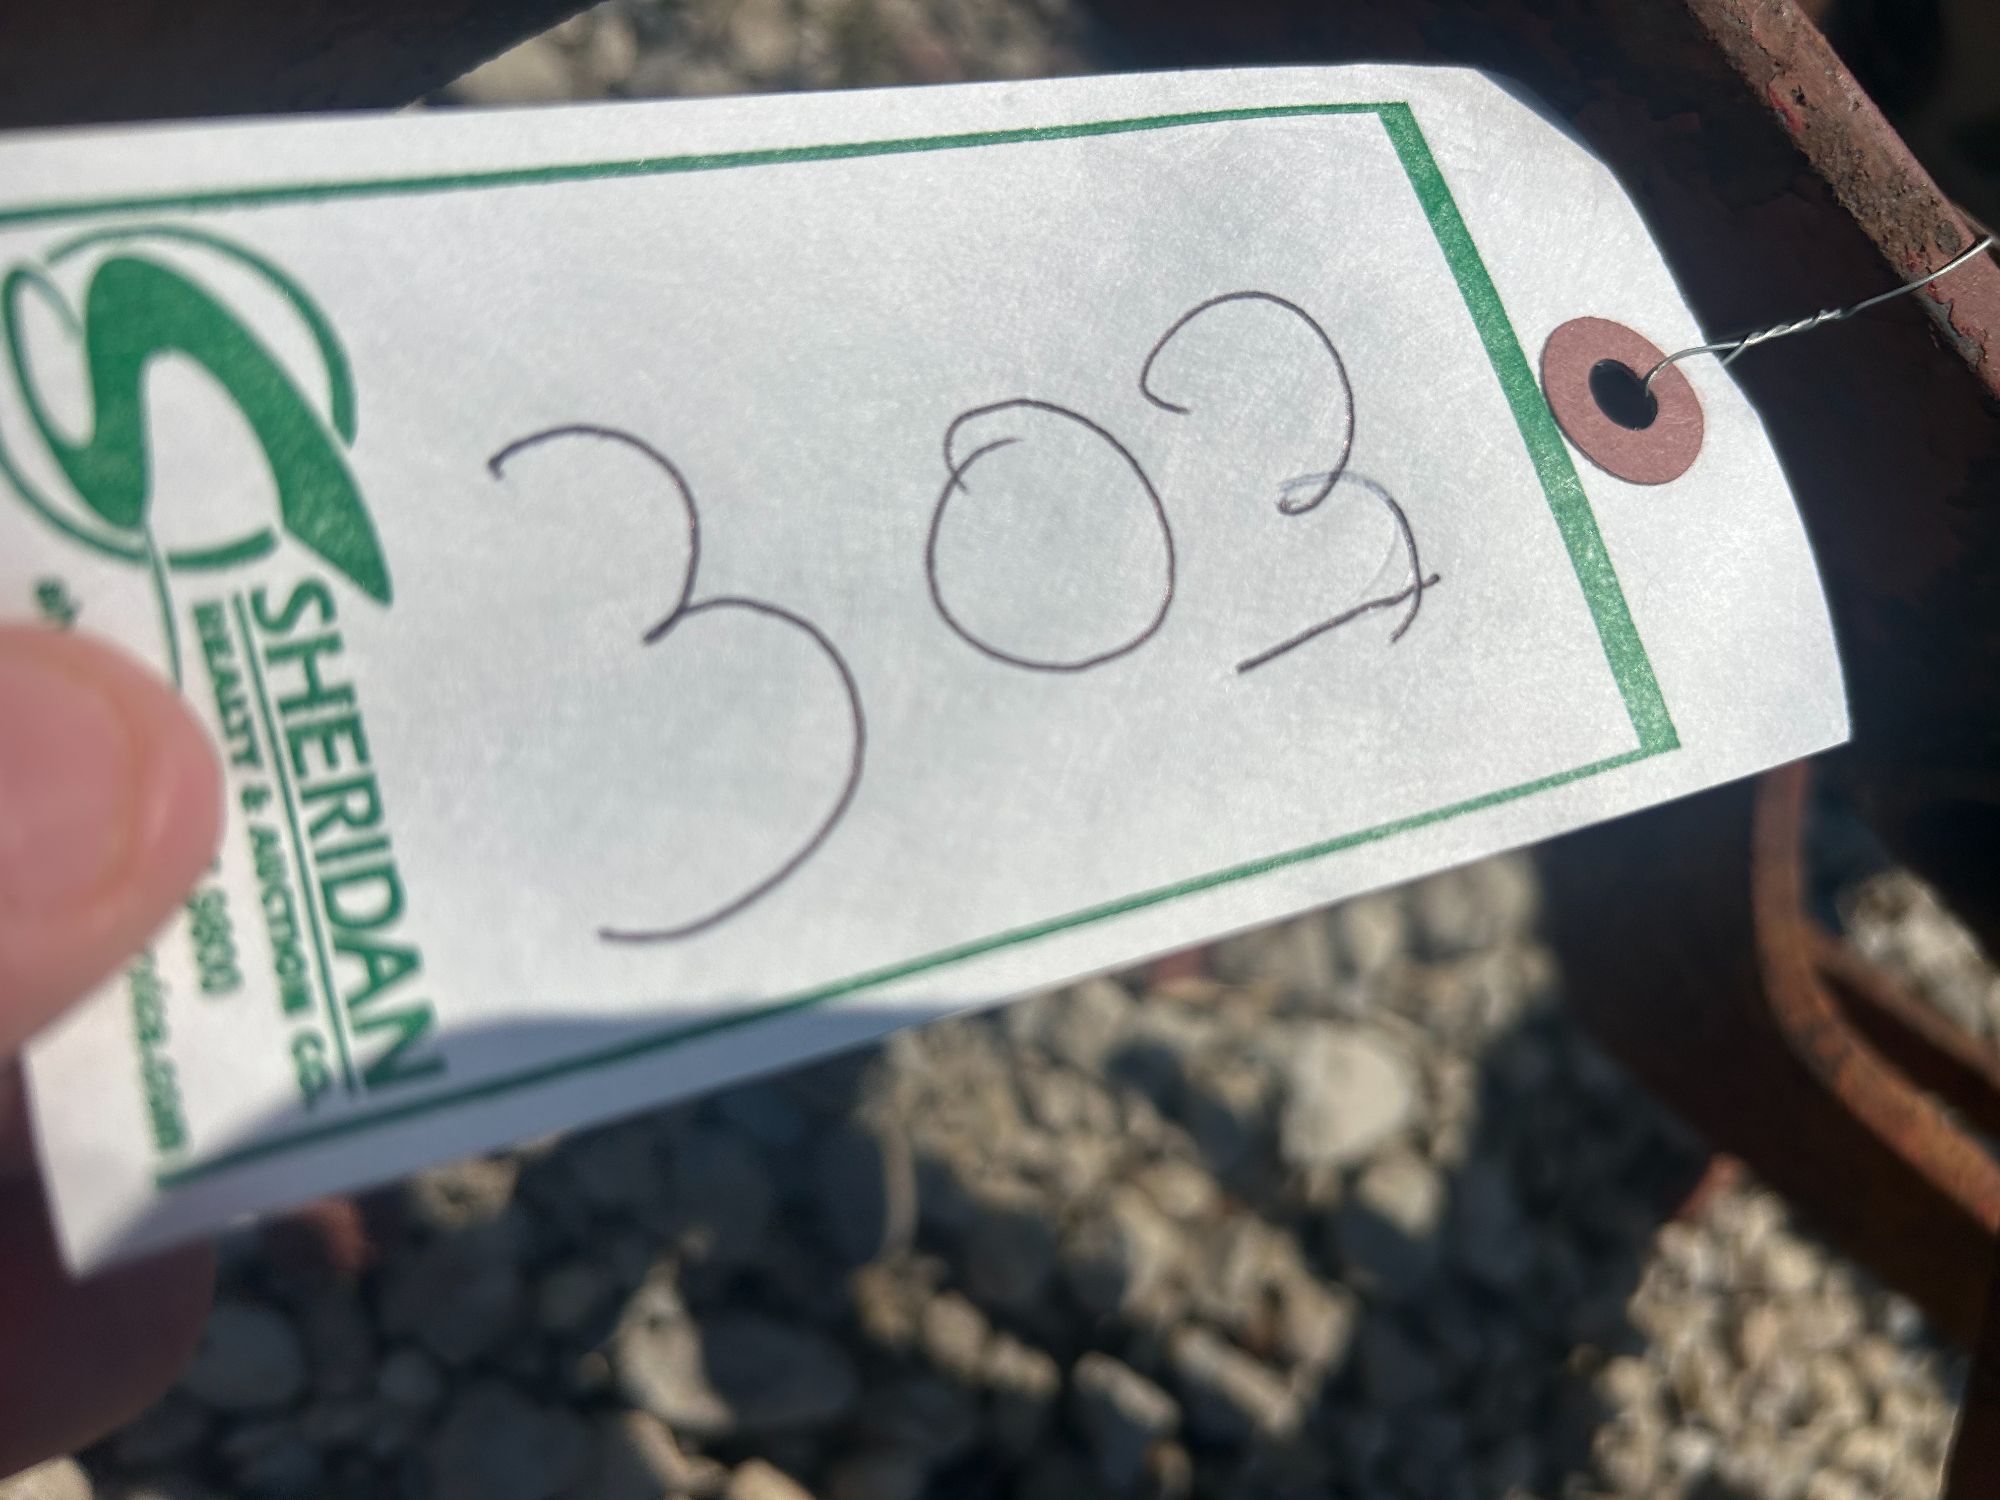 303
SHERIDAN
REALTY & AUCTION CO.